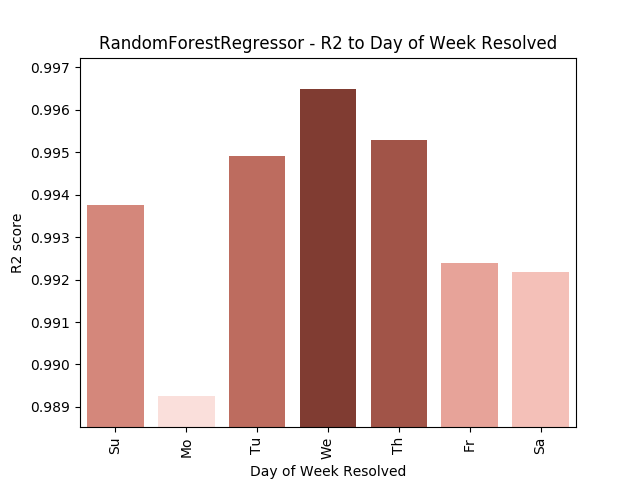 RandomForestRegressor - R2 to Day of Week Resolved
0.997
0.996
0.995
0.994
0.993
0.992
0.991
0.990
0.989
R2 score
Su
Mo
Tu
We
Th
Fr
Sa
Day of Week Resolved